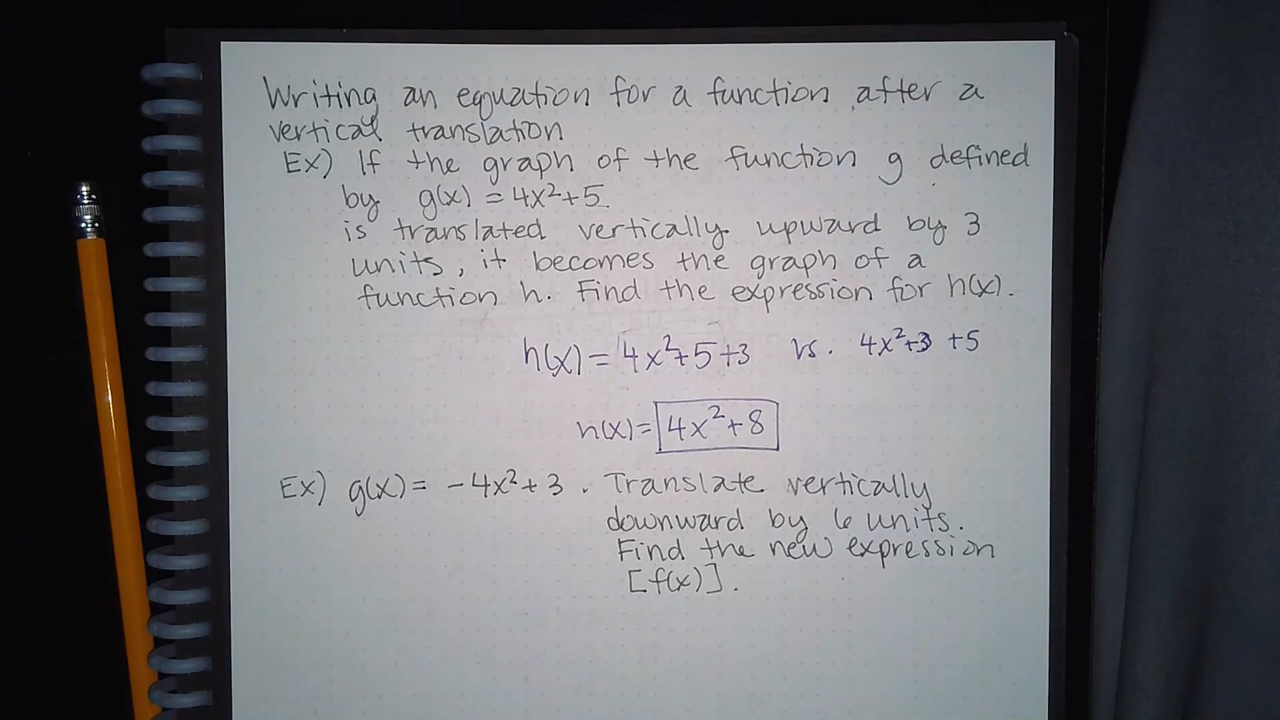 Writing an equation for a function after a
vertical translation
Ex) If the graph of the function g defined
by g(x) = 4x²+5.
is translated vertically upward by 3
units, it becomes the graph of a
function h. Find the expression for h(x).
h(x) = 4x²+5+3 vs. 4x²+3 +5
h(x)= 4x²+8
Ex) g(x) = -4x²+3. Translate vertically
downward by 6 units.
Find the new expression
[f(x)].